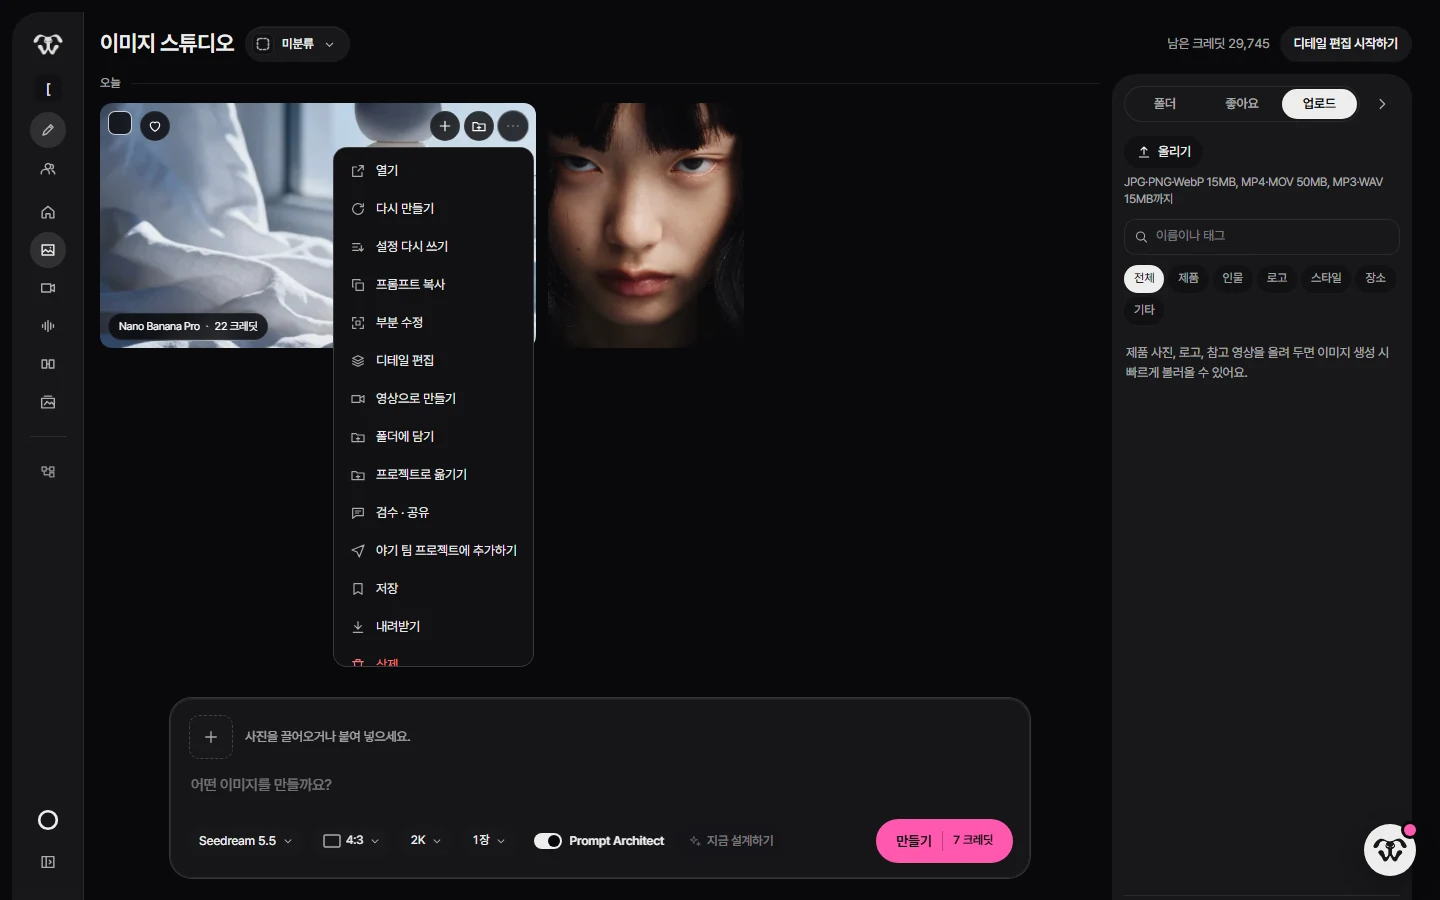 이미지 스튜디오
미분류
남은 크레딧 29,745
디테일 편집 시작하기
[
오늘
열기
다시 만들기
설정 다시 쓰기
프롬프트 복사
부분 수정
디테일 편집
영상으로 만들기
폴더에 담기
프로젝트로 옮기기
검수 · 공유
야기 팀 프로젝트에 추가하기
저장
내려받기
삭제
Nano Banana Pro · 22 크레딧
폴더
좋아요
업로드
올리기
JPG·PNG·WebP 15MB, MP4·MOV 50MB, MP3·WAV
15MB까지
이름이나 태그
전체
제품
인물
로고
스타일
장소
기타
제품 사진, 로고, 참고 영상을 올려 두면 이미지 생성 시
빠르게 불러올 수 있어요.
사진을 끌어오거나 붙여 넣으세요.
어떤 이미지를 만들까요?
Seedream 5.5
4:3
2K
1장
Prompt Architect
지금 설계하기
만들기
7 크레딧